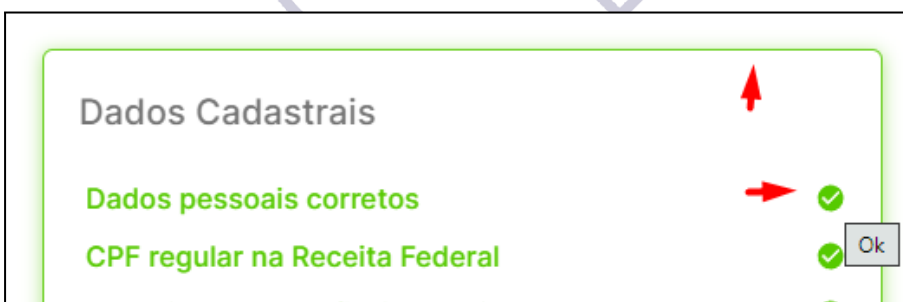 Dados Cadastrais
Dados pessoais corretos
CPF regular na Receita Federal
Ok